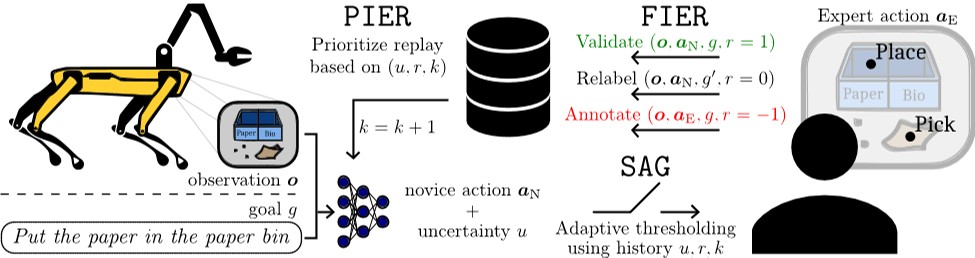 PIER
Prioritize replay
based on (u, r, k)
k = k + 1
FIER
Validate (o, a_N, g, r = 1)
Relabel (o, a_N, g′, r = 0)
Annotate (o, a_E, g, r = −1)
Expert action a_E
Place
Paper Bio
Pick
Paper Bio
observation o
goal g
Put the paper in the paper bin
novice action a_N
+
uncertainty u
SAG
Adaptive thresholding
using history u, r, k